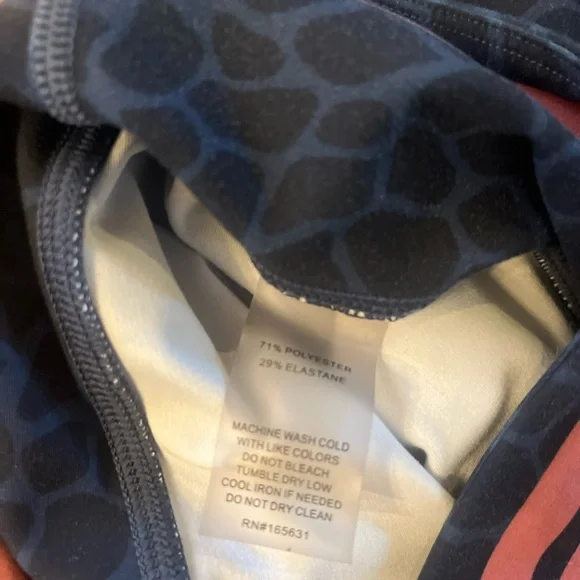 71% POLYESTER
29% ELASTANE
MACHINE WASH COLD
WITH LIKE COLORS
DO NOT BLEACH
TUMBLE DRY LOW
COOL IRON IF NEEDED
DO NOT DRY CLEAN
RN#165631